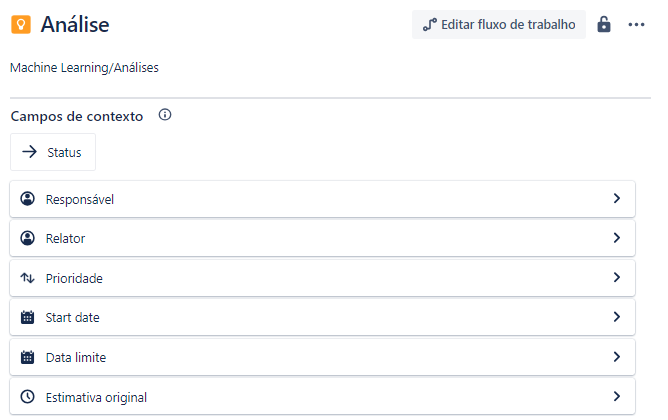 Análise
Editar fluxo de trabalho
Machine Learning/Análises
Campos de contexto
Status
Responsável
Relator
Prioridade
Start date
Data limite
Estimativa original